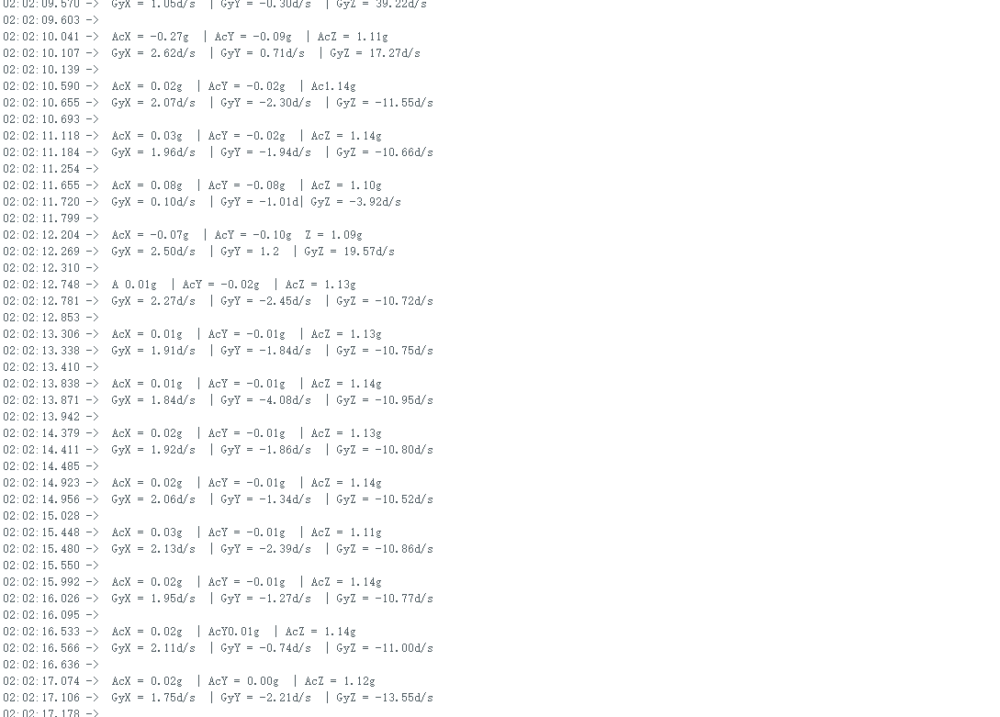 02:02:09.570 -> GyX = 1.05d/s | GyY = -0.30d/s | GyZ = 39.22d/s
02:02:09.603 ->
02:02:10.041 -> AcX = -0.27g | AcY = -0.09g | AcZ = 1.11g
02:02:10.107 -> GyX = 2.62d/s | GyY = 0.71d/s | GyZ = 17.27d/s
02:02:10.139 ->
02:02:10.590 -> AcX = 0.02g | AcY = -0.02g | Ac1.14g
02:02:10.655 -> GyX = 2.07d/s | GyY = -2.30d/s | GyZ = -11.55d/s
02:02:10.693 ->
02:02:11.118 -> AcX = 0.03g | AcY = -0.02g | AcZ = 1.14g
02:02:11.184 -> GyX = 1.96d/s | GyY = -1.94d/s | GyZ = -10.66d/s
02:02:11.254 ->
02:02:11.655 -> AcX = 0.08g | AcY = -0.08g | AcZ = 1.10g
02:02:11.720 -> GyX = 0.10d/s | GyY = -1.01d| GyZ = -3.92d/s
02:02:11.799 ->
02:02:12.204 -> AcX = -0.07g | AcY = -0.10g Z = 1.09g
02:02:12.269 -> GyX = 2.50d/s | GyY = 1.2 | GyZ = 19.57d/s
02:02:12.310 ->
02:02:12.748 -> A 0.01g | AcY = -0.02g | AcZ = 1.13g
02:02:12.781 -> GyX = 2.27d/s | GyY = -2.45d/s | GyZ = -10.72d/s
02:02:12.853 ->
02:02:13.306 -> AcX = 0.01g | AcY = -0.01g | AcZ = 1.13g
02:02:13.338 -> GyX = 1.91d/s | GyY = -1.84d/s | GyZ = -10.75d/s
02:02:13.410 ->
02:02:13.838 -> AcX = 0.01g | AcY = -0.01g | AcZ = 1.14g
02:02:13.871 -> GyX = 1.84d/s | GyY = -4.08d/s | GyZ = -10.95d/s
02:02:13.942 ->
02:02:14.379 -> AcX = 0.02g | AcY = -0.01g | AcZ = 1.13g
02:02:14.411 -> GyX = 1.92d/s | GyY = -1.86d/s | GyZ = -10.80d/s
02:02:14.485 ->
02:02:14.923 -> AcX = 0.02g | AcY = -0.01g | AcZ = 1.14g
02:02:14.956 -> GyX = 2.06d/s | GyY = -1.34d/s | GyZ = -10.52d/s
02:02:15.028 ->
02:02:15.448 -> AcX = 0.03g | AcY = -0.01g | AcZ = 1.11g
02:02:15.480 -> GyX = 2.13d/s | GyY = -2.39d/s | GyZ = -10.86d/s
02:02:15.550 ->
02:02:15.992 -> AcX = 0.02g | AcY = -0.01g | AcZ = 1.14g
02:02:16.026 -> GyX = 1.95d/s | GyY = -1.27d/s | GyZ = -10.77d/s
02:02:16.095 ->
02:02:16.533 -> AcX = 0.02g | AcY0.01g | AcZ = 1.14g
02:02:16.566 -> GyX = 2.11d/s | GyY = -0.74d/s | GyZ = -11.00d/s
02:02:16.636 ->
02:02:17.074 -> AcX = 0.02g | AcY = 0.00g | AcZ = 1.12g
02:02:17.106 -> GyX = 1.75d/s | GyY = -2.21d/s | GyZ = -13.55d/s
02:02:17.178 ->